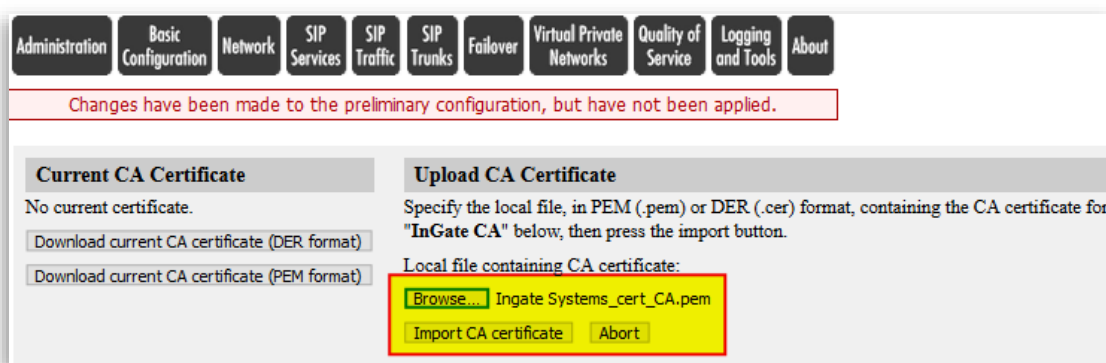 Administration
Basic Configuration
Network
SIP Services
SIP Traffic
SIP Trunks
Failover
Virtual Private Networks
Quality of Service
Logging and Tools
About
Changes have been made to the preliminary configuration, but have not been applied.
Current CA Certificate
No current certificate.
Download current CA certificate (DER format)
Download current CA certificate (PEM format)
Upload CA Certificate
Specify the local file, in PEM (.pem) or DER (.cer) format, containing the CA certificate for
"InGate CA" below, then press the import button.
Local file containing CA certificate:
Browse... Ingate Systems_cert_CA.pem
Import CA certificate Abort